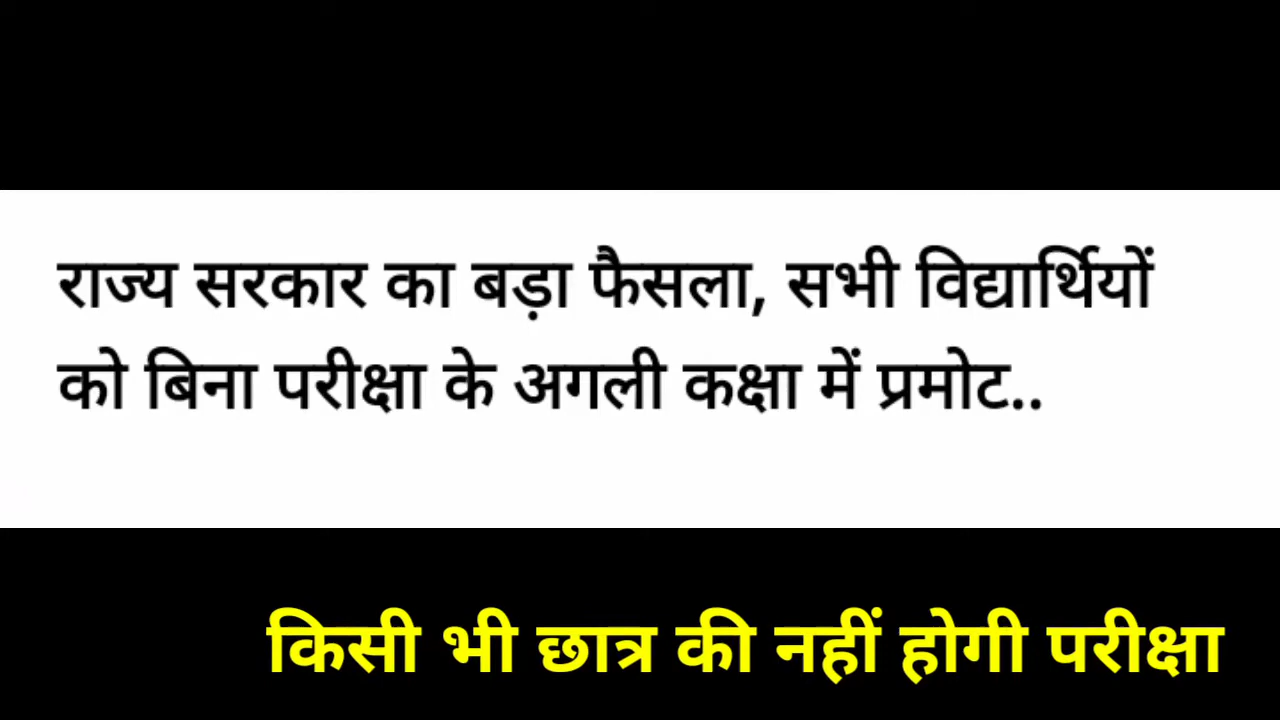 राज्य सरकार का बड़ा फैसला, सभी विद्यार्थियों
को बिना परीक्षा के अगली कक्षा में प्रमोट..
किसी भी छात्र की नहीं होगी परीक्षा